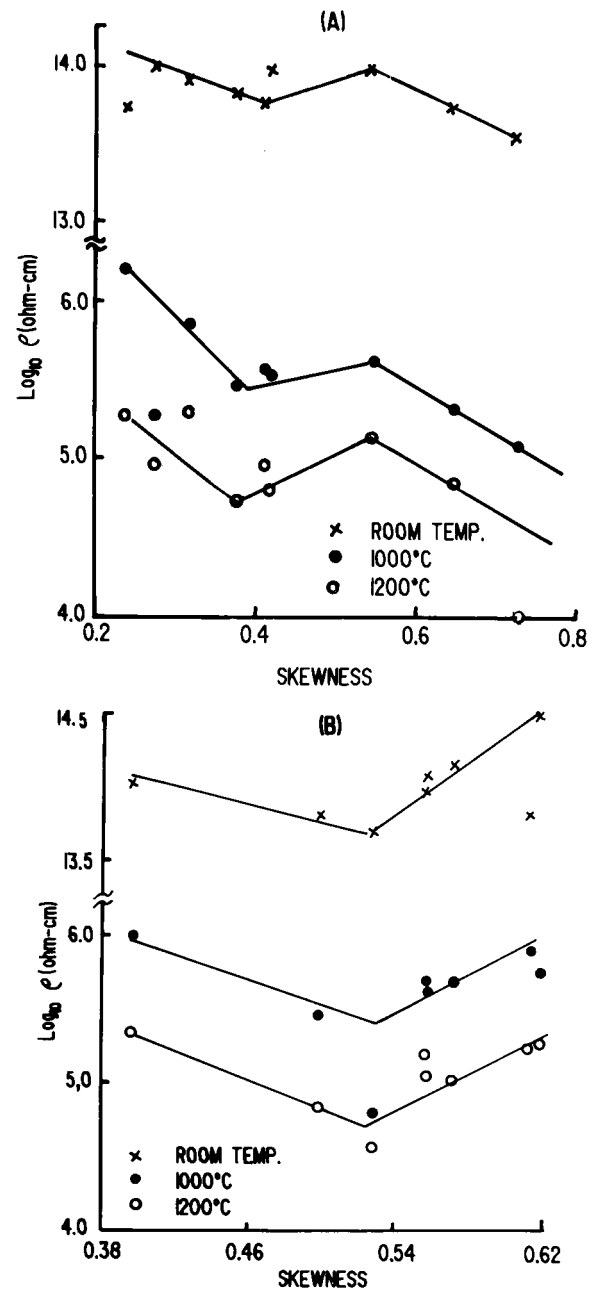 (A)
14.0
13.0
6.0
5.0
4.0
Log₁₀ ρ (ohm-cm)
× ROOM TEMP.
● 1000°C
○ 1200°C
0.2 0.4 0.6 0.8
SKEWNESS
(B)
14.5
13.5
6.0
5,0
4.0
Log₁₀ ρ (ohm-cm)
× ROOM TEMP.
● 1000°C
○ 1200°C
0.38 0.46 0.54 0.62
SKEWNESS